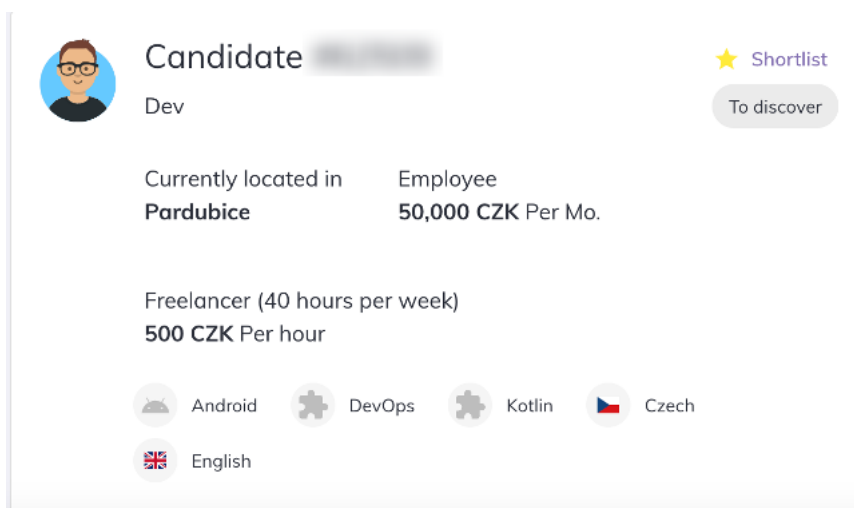 Candidate
Shortlist
Dev
To discover
Currently located in
Pardubice
Employee
50,000 CZK Per Mo.
Freelancer (40 hours per week)
500 CZK Per hour
Android DevOps Kotlin Czech
English